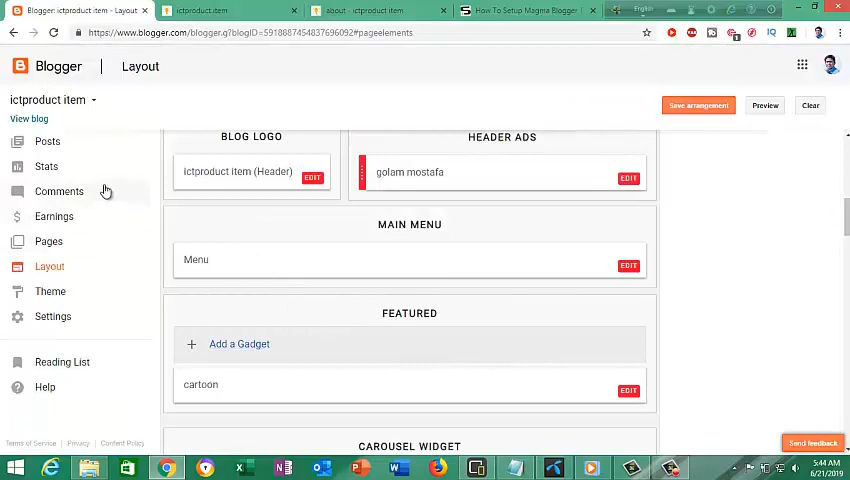 Blogger: ictproduct item - Layout
ictproduct item
about - ictproduct item
How To Setup Magma Blogger
English
https://www.blogger.com/blogger.g?blogID=5918887454837696092#pageelements
Blogger
Layout
ictproduct item
View blog
Save arrangement
Preview
Clear
Posts
Stats
Comments
Earnings
Pages
Layout
Theme
Settings
Reading List
Help
Terms of Service
Privacy
Content Policy
BLOG LOGO
ictproduct item (Header)
EDIT
HEADER ADS
golam mostafa
EDIT
MAIN MENU
Menu
EDIT
FEATURED
Add a Gadget
cartoon
EDIT
CAROUSEL WIDGET
Send feedback
5:44 AM
6/21/2019